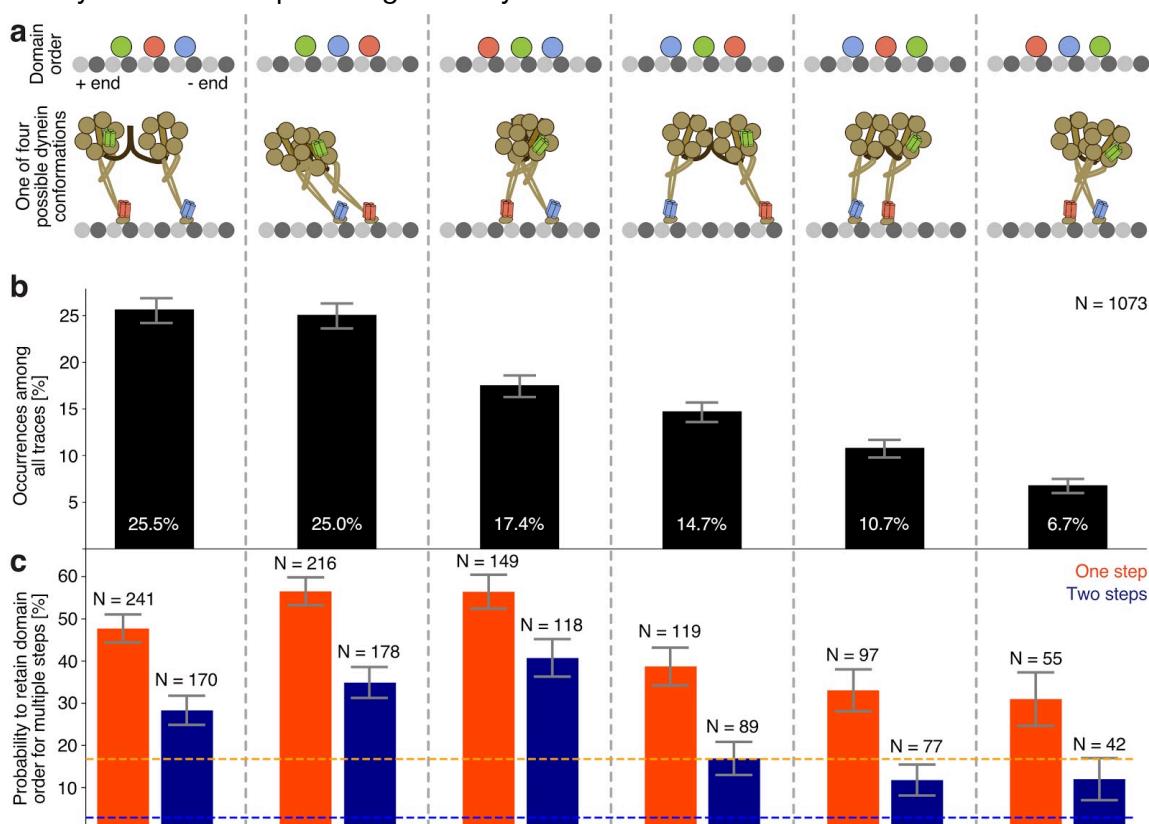 a
Domain
order
+ end
- end
One of four
possible dynein
conformations
b
N = 1073
Occurrences among
all traces [%]
25
20
15
10
5
25.5%
25.0%
17.4%
14.7%
10.7%
6.7%
c
One step
Two steps
Probability to retain domain
order for multiple steps [%]
60
50
40
30
20
10
N = 241
N = 170
N = 216
N = 178
N = 149
N = 118
N = 119
N = 89
N = 97
N = 77
N = 55
N = 42